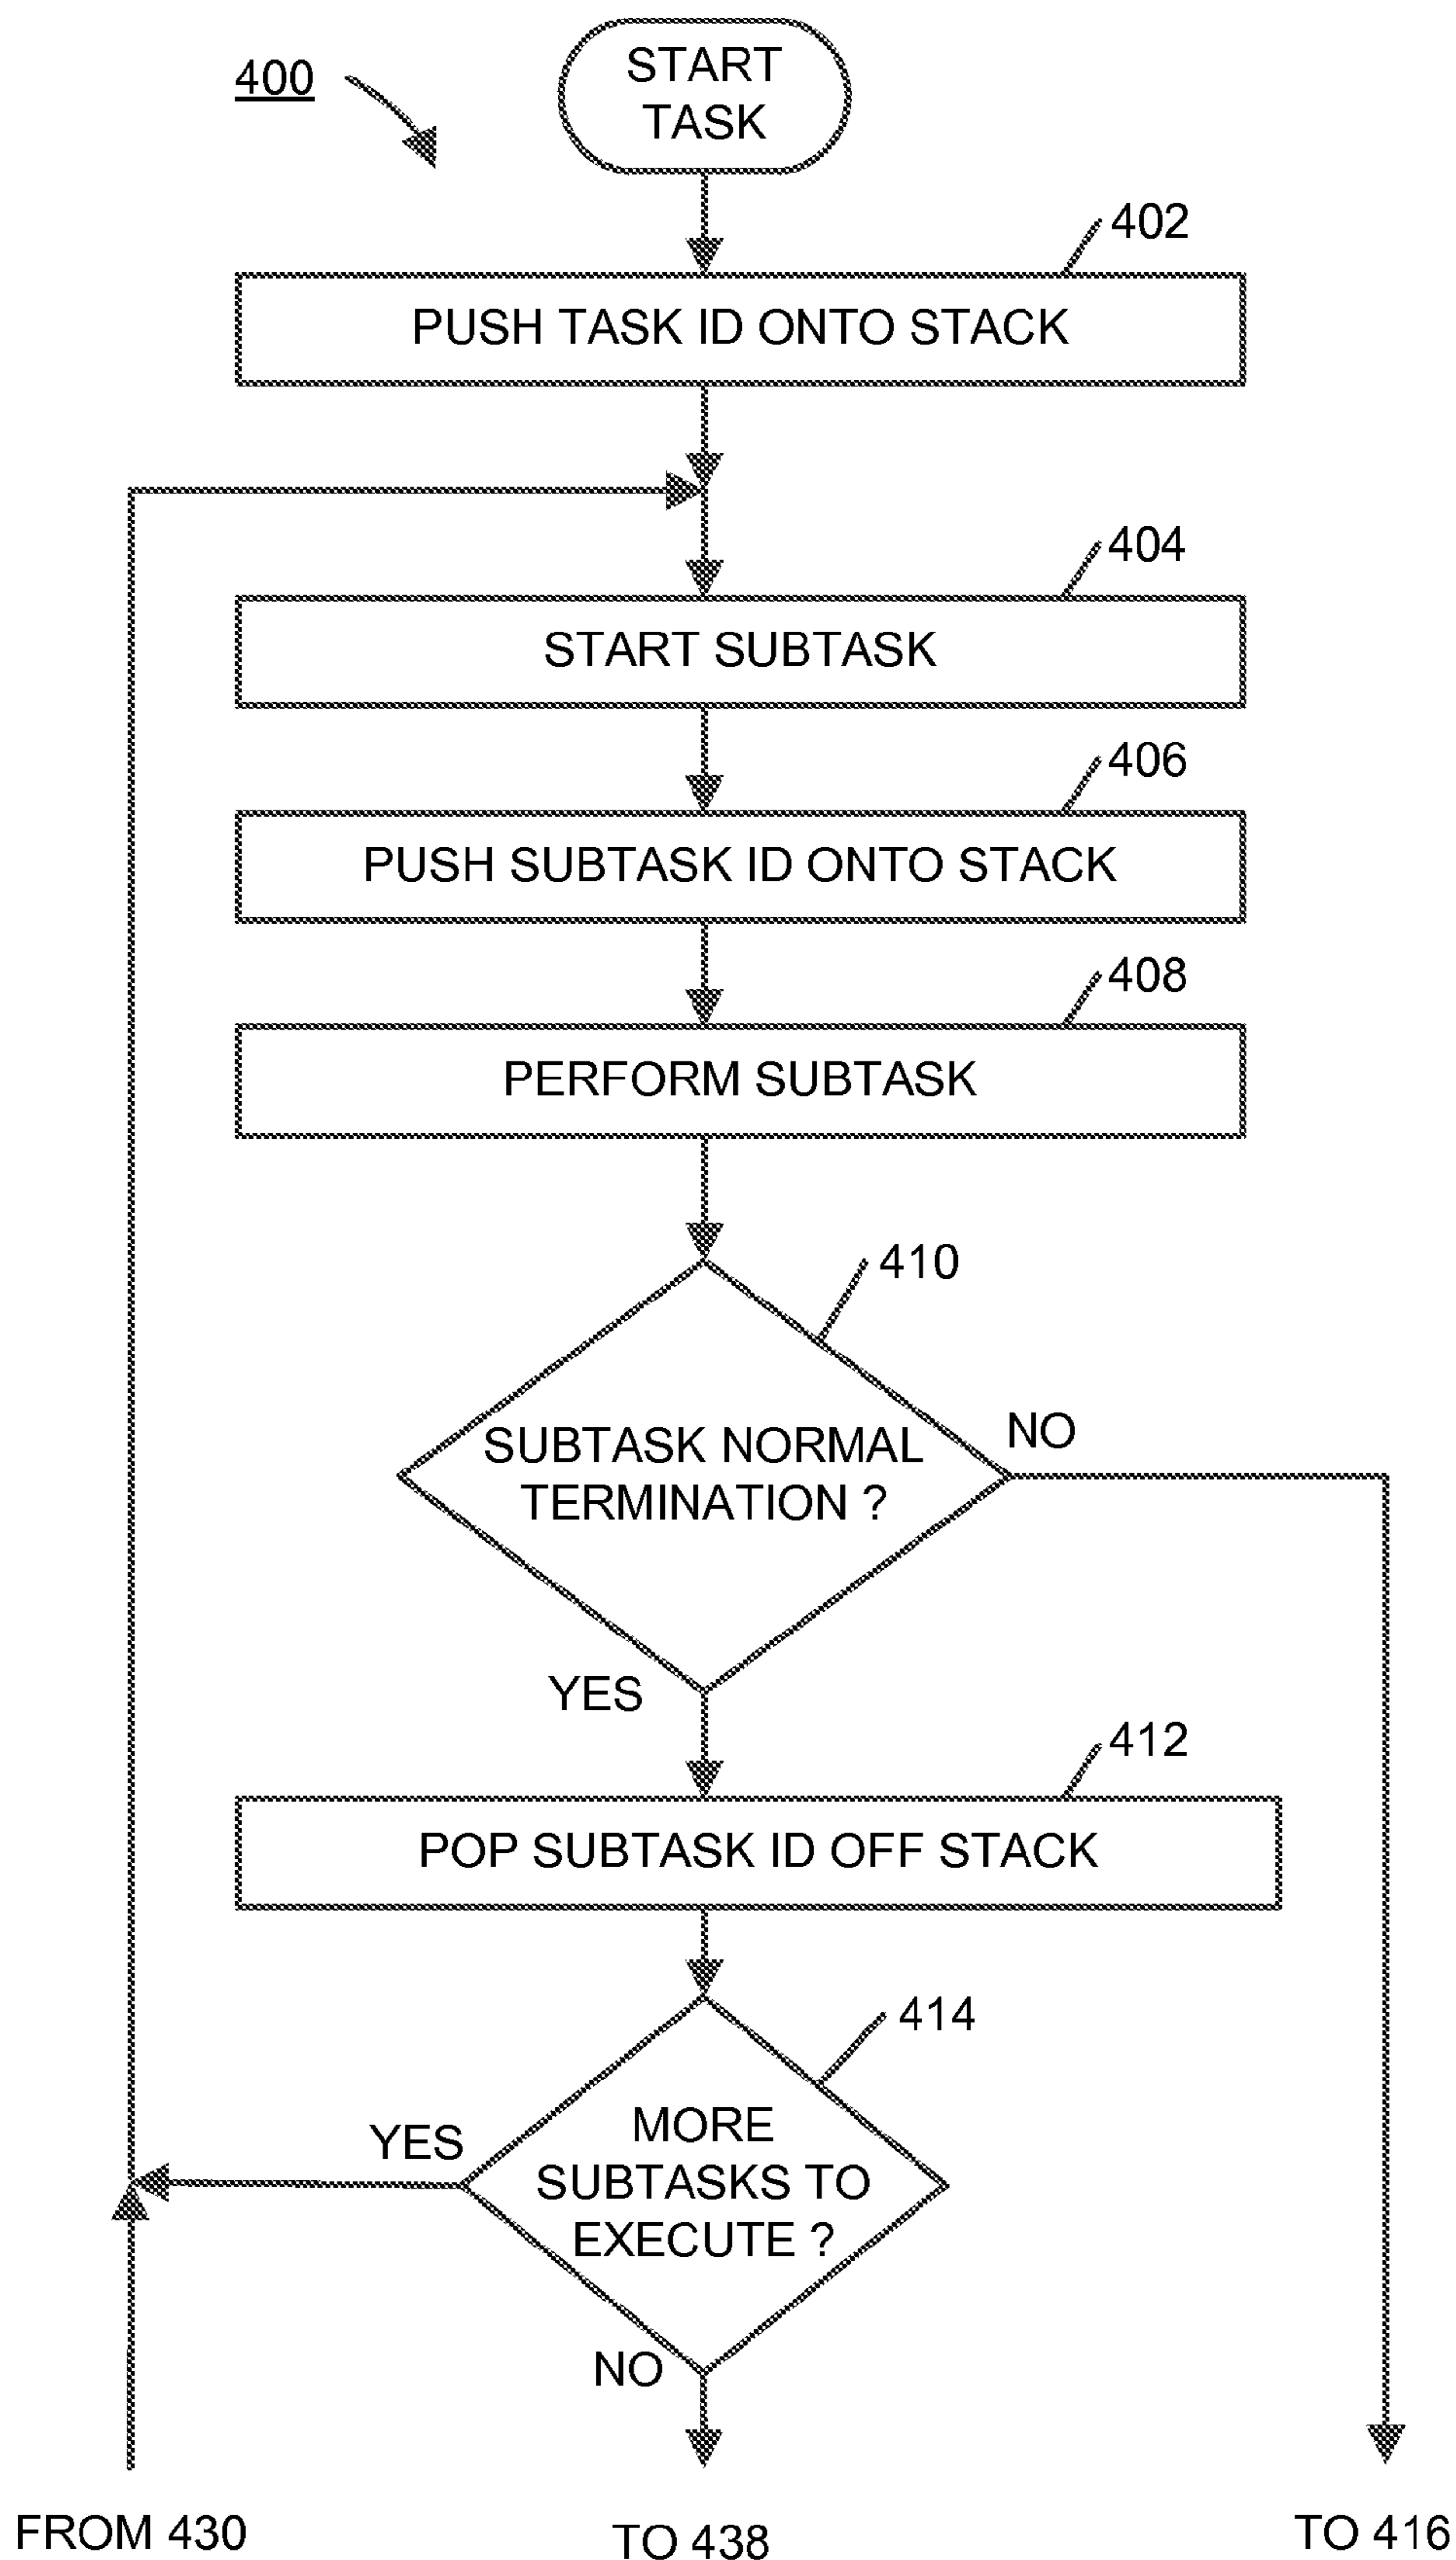 400
START
TASK
402
PUSH TASK ID ONTO STACK
404
START SUBTASK
406
PUSH SUBTASK ID ONTO STACK
408
PERFORM SUBTASK
410
SUBTASK NORMAL
TERMINATION ?
NO
YES
412
POP SUBTASK ID OFF STACK
414
YES
MORE
SUBTASKS TO
EXECUTE ?
NO
FROM 430
TO 438
TO 416